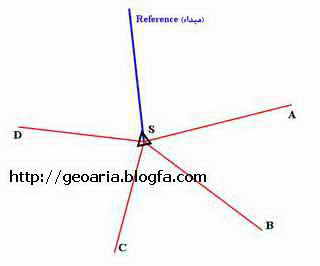 Reference (مبداء)
A
S
D
http://geoaria.blogfa.com
B
C